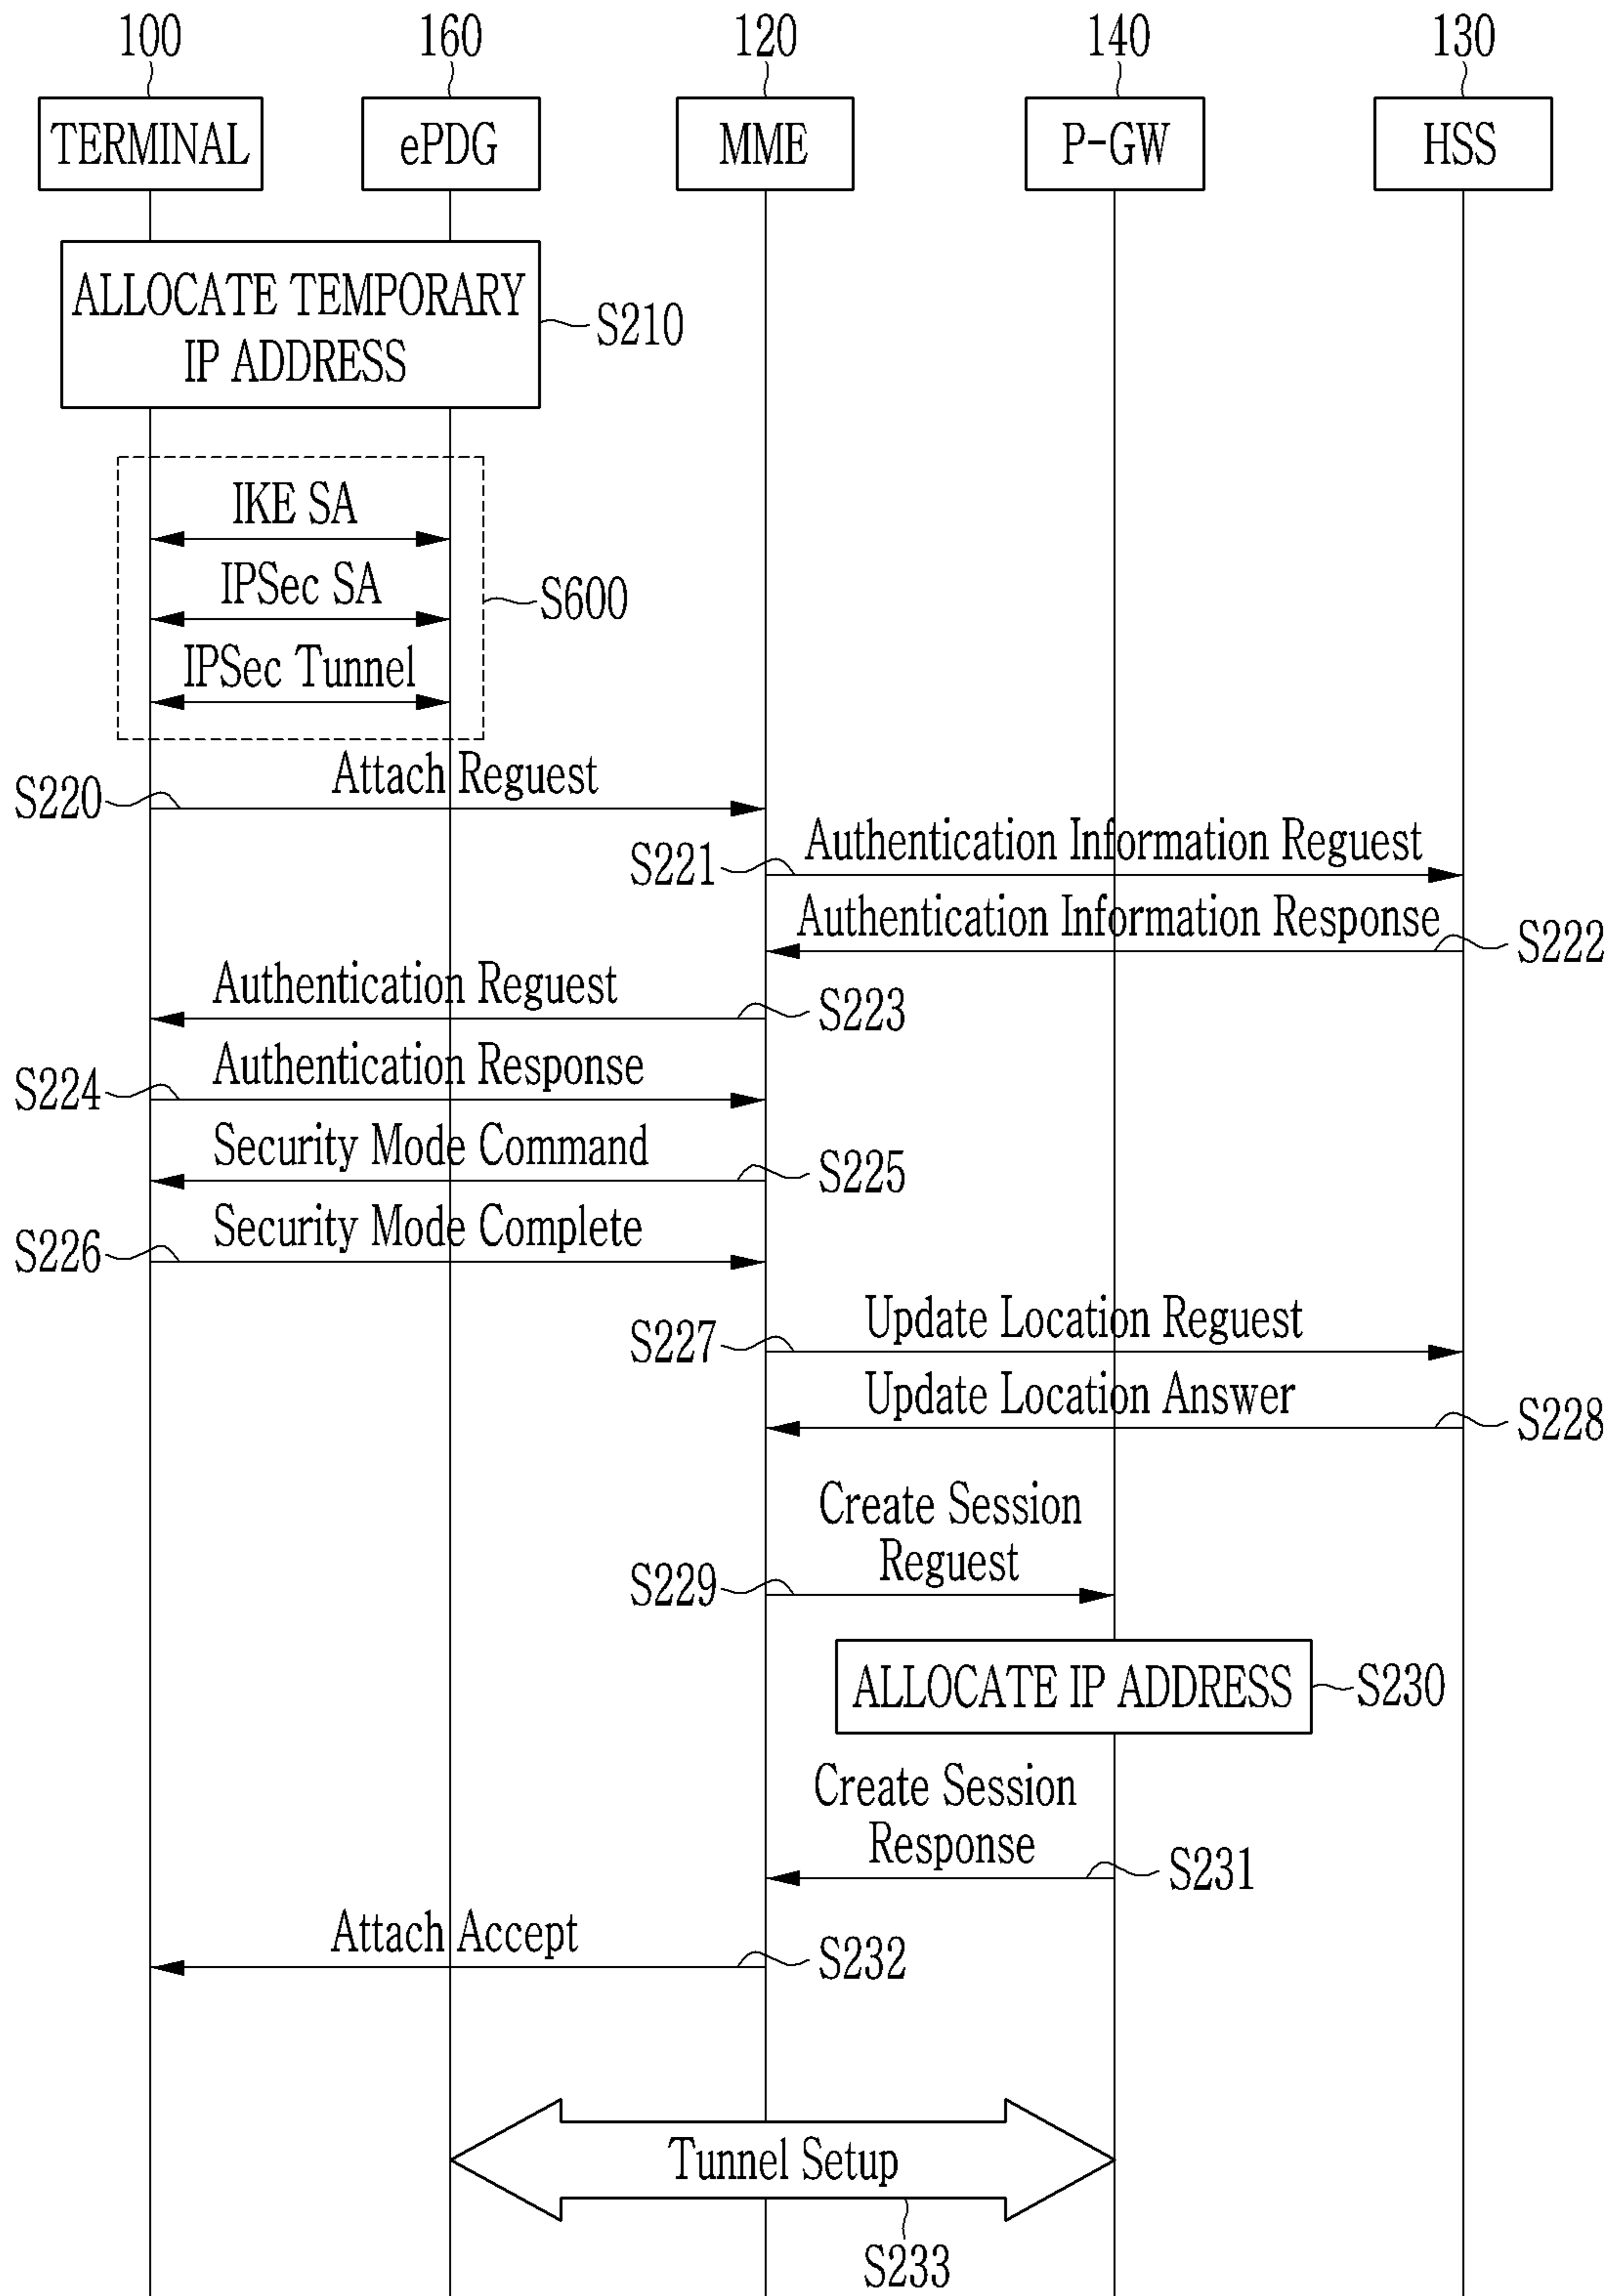 100
160
120
140
130
TERMINAL
ePDG
MME
P-GW
HSS
ALLOCATE TEMPORARY
IP ADDRESS
S210
IKE SA
IPSec SA
IPSec Tunnel
S600
Attach Reguest
S220
Authentication Information Reguest
S221
Authentication Information Response
S222
Authentication Reguest
S223
Authentication Response
S224
Security Mode Command
S225
Security Mode Complete
S226
Update Location Reguest
S227
Update Location Answer
S228
Create Session
Reguest
S229
ALLOCATE IP ADDRESS
S230
Create Session
Response
S231
Attach Accept
S232
Tunnel Setup
S233